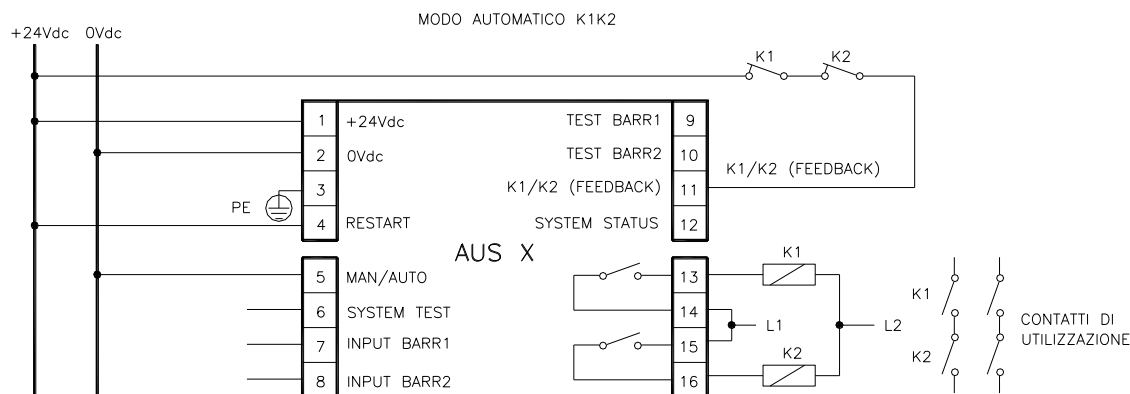 MODO AUTOMATICO K1K2
+24Vdc 0Vdc
K1 K2
1 +24Vdc TEST BARR1 9
2 0Vdc TEST BARR2 10
3 K1/K2 (FEEDBACK) 11 K1/K2 (FEEDBACK)
PE
4 RESTART SYSTEM STATUS 12
AUS X
5 MAN/AUTO 13 K1
6 SYSTEM TEST 14
L1 L2
7 INPUT BARR1 15
8 INPUT BARR2 16 K2
K1
K2
CONTATTI DI
UTILIZZAZIONE